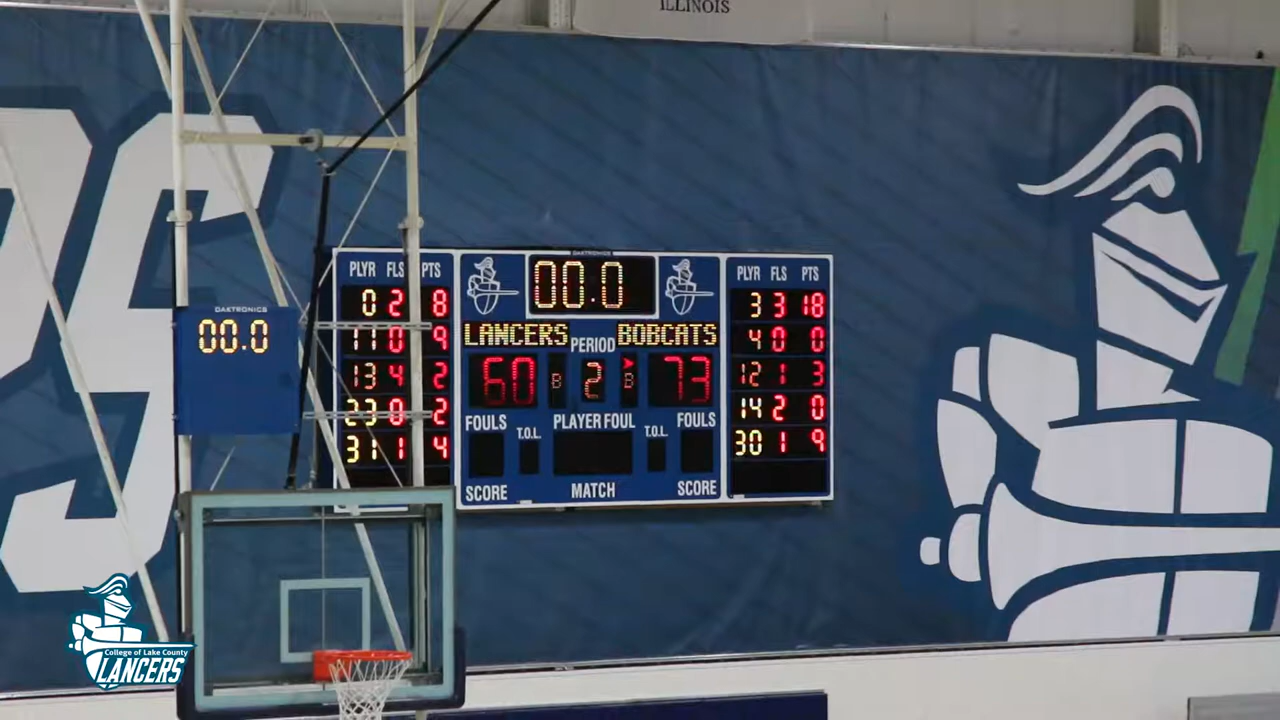 ILLINOIS
PS
DAKTRONICS
00.0
DAKTRONICS
00.0
PLYR FLS PTS
0 2 8
11 0 9
13 4 2
23 0 2
31 1 4
LANCERS BOBCATS
PERIOD
60 B 2 B 73
FOULS PLAYER FOUL FOULS
T.O.L T.O.L
SCORE MATCH SCORE
PLYR FLS PTS
3 3 18
4 0 0
12 1 3
14 2 0
30 1 9
College of Lake County
LANCERS